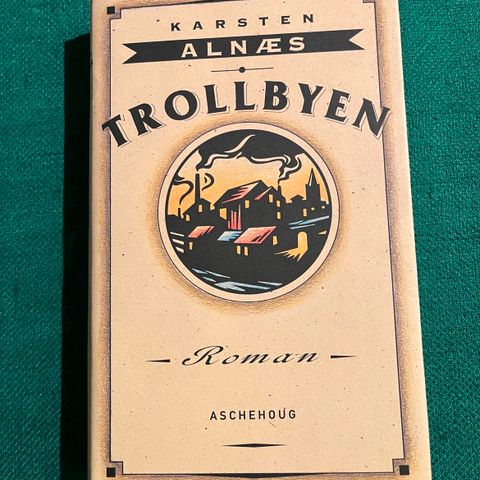 KARSTEN
ALNÆS
TROLLBYEN
Roman
ASCHEHOUG